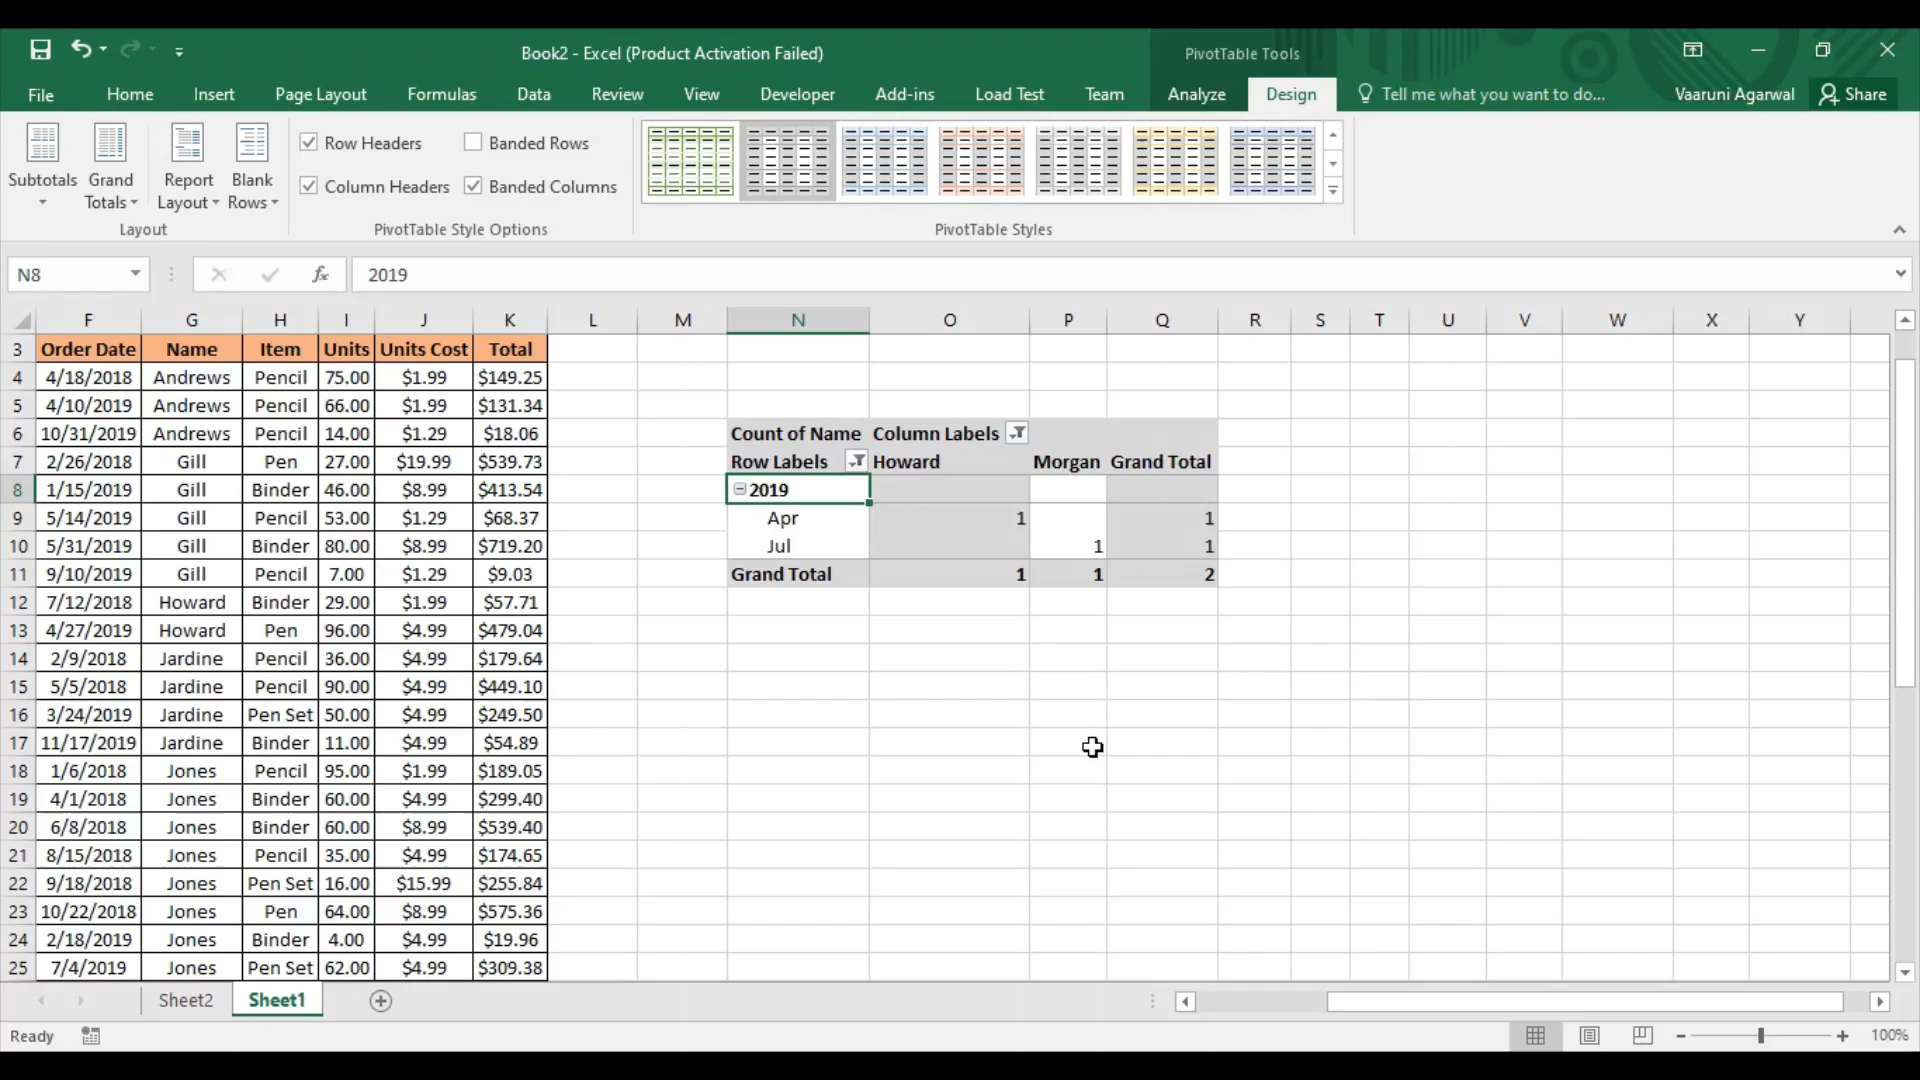 Book2 - Excel (Product Activation Failed)
PivotTable Tools
File Home Insert Page Layout Formulas Data Review View Developer Add-ins Load Test Team Analyze Design Tell me what you want to do... Vaaruni Agarwal Share
Subtotals
Grand Totals
Report Layout
Blank Rows
Layout
Row Headers
Banded Rows
Column Headers
Banded Columns
PivotTable Style Options
PivotTable Styles
N8 fx 2019
F G H I J K L M N O P Q R S T U V W X Y
3 Order Date Name Item Units Units Cost Total
4 4/18/2018 Andrews Pencil 75.00 $1.99 $149.25
5 4/10/2019 Andrews Pencil 66.00 $1.99 $131.34
6 10/31/2019 Andrews Pencil 14.00 $1.29 $18.06 Count of Name Column Labels
7 2/26/2018 Gill Pen 27.00 $19.99 $539.73 Row Labels Howard Morgan Grand Total
8 1/15/2019 Gill Binder 46.00 $8.99 $413.54 2019
9 5/14/2019 Gill Pencil 53.00 $1.29 $68.37 Apr 1 1
10 5/31/2019 Gill Binder 80.00 $8.99 $719.20 Jul 1 1
11 9/10/2019 Gill Pencil 7.00 $1.29 $9.03 Grand Total 1 1 2
12 7/12/2018 Howard Binder 29.00 $1.99 $57.71
13 4/27/2019 Howard Pen 96.00 $4.99 $479.04
14 2/9/2018 Jardine Pencil 36.00 $4.99 $179.64
15 5/5/2018 Jardine Pencil 90.00 $4.99 $449.10
16 3/24/2019 Jardine Pen Set 50.00 $4.99 $249.50
17 11/17/2019 Jardine Binder 11.00 $4.99 $54.89
18 1/6/2018 Jones Pencil 95.00 $1.99 $189.05
19 4/1/2018 Jones Binder 60.00 $4.99 $299.40
20 6/8/2018 Jones Binder 60.00 $8.99 $539.40
21 8/15/2018 Jones Pencil 35.00 $4.99 $174.65
22 9/18/2018 Jones Pen Set 16.00 $15.99 $255.84
23 10/22/2018 Jones Pen 64.00 $8.99 $575.36
24 2/18/2019 Jones Binder 4.00 $4.99 $19.96
25 7/4/2019 Jones Pen Set 62.00 $4.99 $309.38
Sheet2 Sheet1
Ready 100%